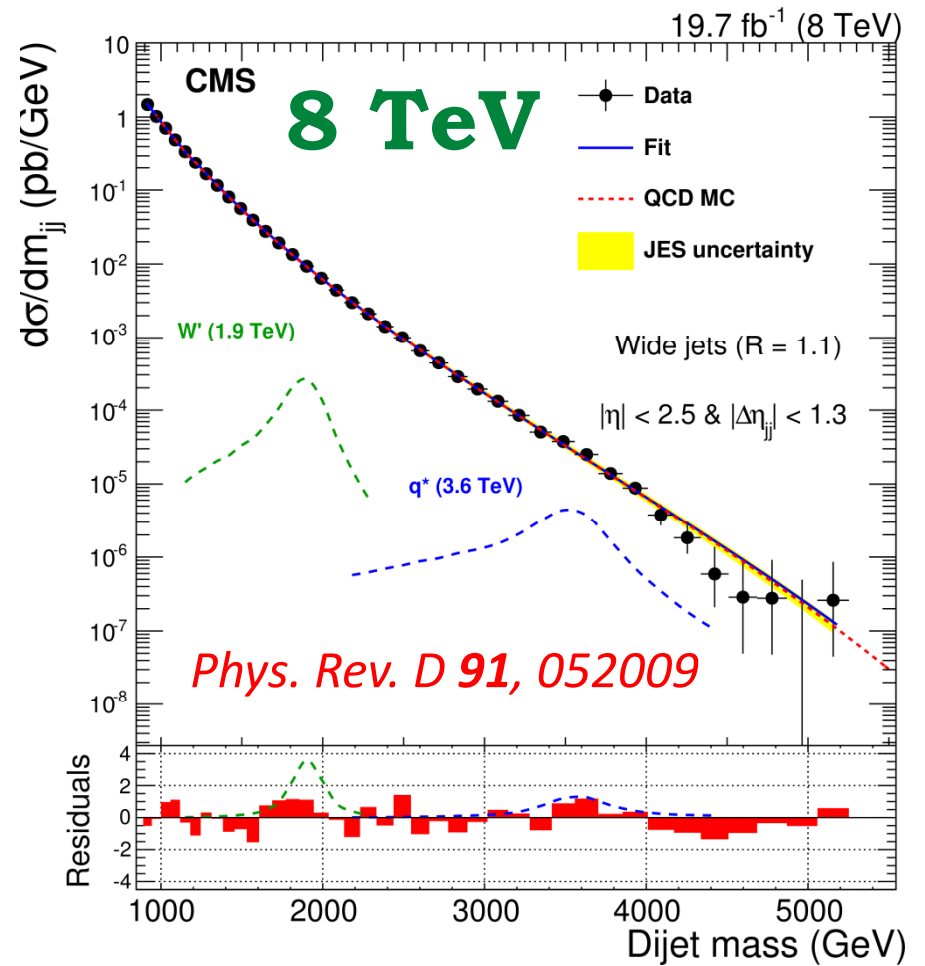 19.7 fb⁻¹ (8 TeV)
dσ/dm_jj (pb/GeV)
10
1
10⁻¹
10⁻²
10⁻³
10⁻⁴
10⁻⁵
10⁻⁶
10⁻⁷
10⁻⁸
CMS
8 TeV
Data
Fit
QCD MC
JES uncertainty
W' (1.9 TeV)
Wide jets (R = 1.1)
|η| < 2.5 & |Δη_jj| < 1.3
q* (3.6 TeV)
Phys. Rev. D 91, 052009
Residuals
4
2
0
-2
-4
1000 2000 3000 4000 5000
Dijet mass (GeV)